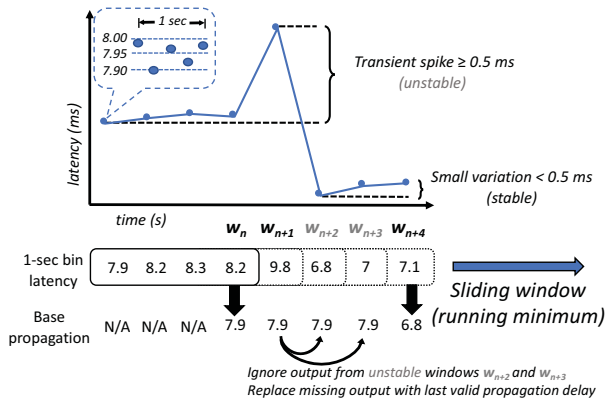 1 sec
8.00
7.95
7.90
Transient spike ≥ 0.5 ms
(unstable)
latency (ms)
Small variation < 0.5 ms
(stable)
time (s)
Wn Wn+1 Wn+2 Wn+3 Wn+4
1-sec bin
latency
7.9 8.2 8.3 8.2 9.8 6.8 7 7.1
Sliding window
(running minimum)
Base
propagation
N/A N/A N/A 7.9 7.9 7.9 7.9 6.8
Ignore output from unstable windows Wn+2 and Wn+3
Replace missing output with last valid propagation delay